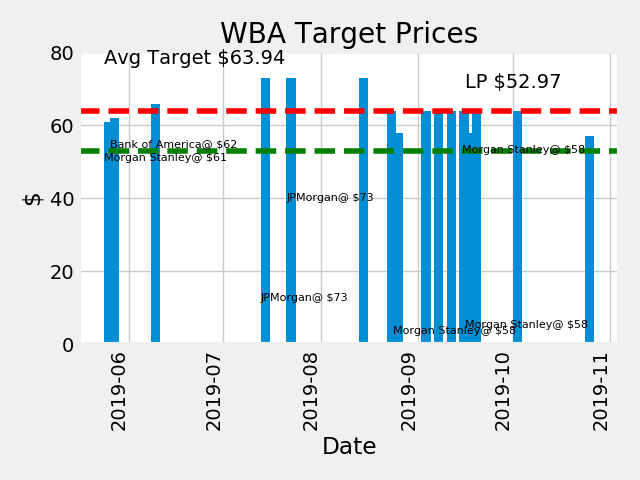 WBA Target Prices
Avg Target $63.94
LP $52.97
80
60
40
20
0
$
Bank of America@ $62
Morgan Stanley@ $61
Morgan Stanley@ $58
JPMorgan@ $73
JPMorgan@ $73
Morgan Stanley@ $58
Morgan Stanley@ $58
2019-06
2019-07
2019-08
2019-09
2019-10
2019-11
Date